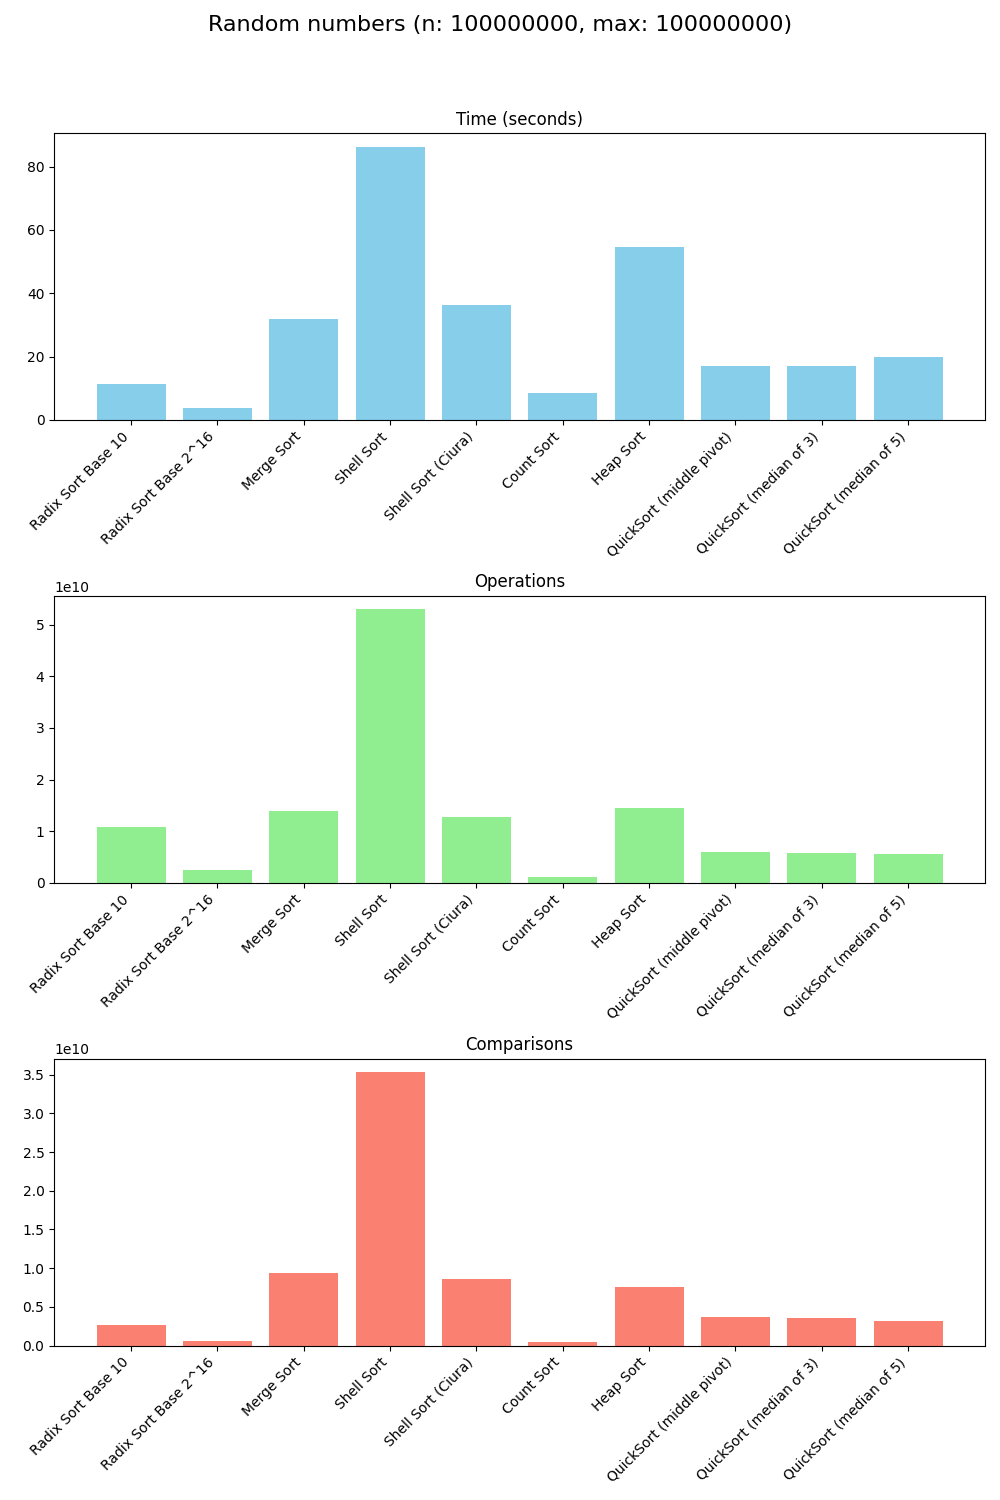 Random numbers (n: 100000000, max: 100000000)
Time (seconds)
80
60
40
20
0
Radix Sort Base 10
Radix Sort Base 2^16
Merge Sort
Shell Sort
Shell Sort (Ciura)
Count Sort
Heap Sort
QuickSort (middle pivot)
QuickSort (median of 3)
QuickSort (median of 5)
Operations
1e10
5
4
3
2
1
0
Radix Sort Base 10
Radix Sort Base 2^16
Merge Sort
Shell Sort
Shell Sort (Ciura)
Count Sort
Heap Sort
QuickSort (middle pivot)
QuickSort (median of 3)
QuickSort (median of 5)
Comparisons
1e10
3.5
3.0
2.5
2.0
1.5
1.0
0.5
0.0
Radix Sort Base 10
Radix Sort Base 2^16
Merge Sort
Shell Sort
Shell Sort (Ciura)
Count Sort
Heap Sort
QuickSort (middle pivot)
QuickSort (median of 3)
QuickSort (median of 5)